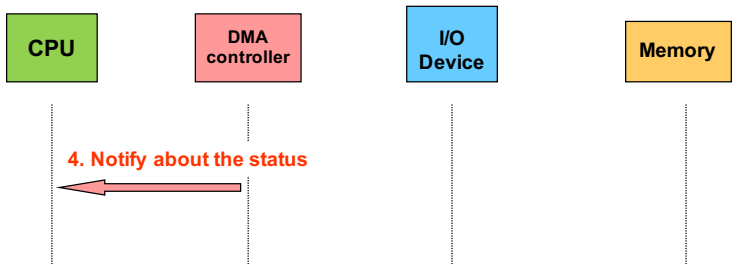 CPU
DMA
controller
I/O
Device
Memory
4. Notify about the status